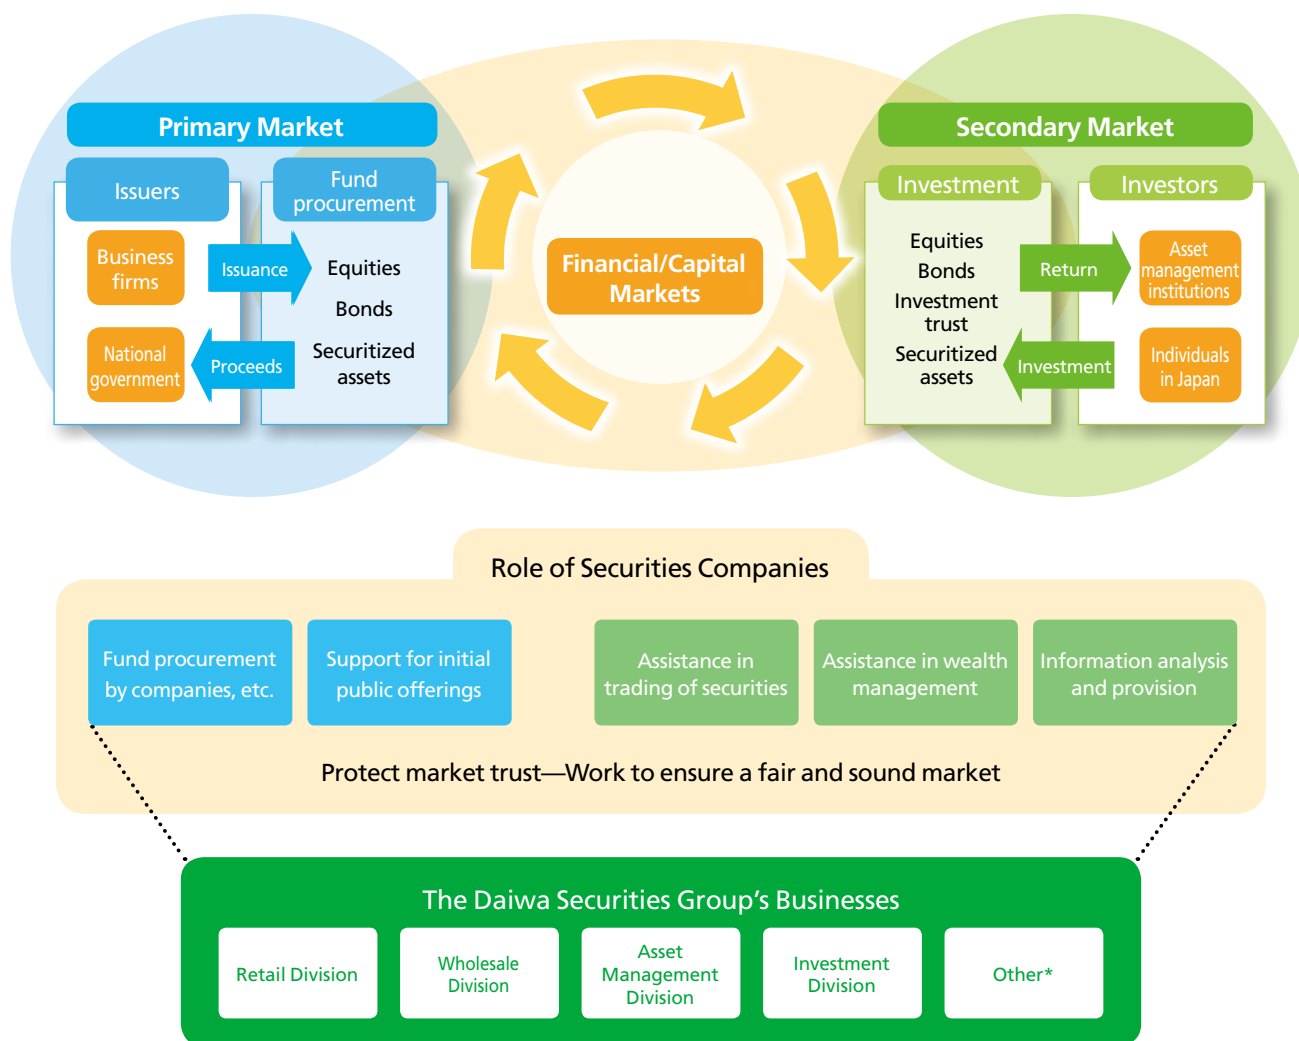 Primary Market
Issuers
Fund
procurement
Business
firms
Issuance
Equities
Bonds
National
government
Proceeds
Securitized
assets
Financial/Capital
Markets
Secondary Market
Investment
Investors
Equities
Bonds
Investment
trust
Securitized
assets
Return
Asset
management
institutions
Investment
Individuals
in Japan
Role of Securities Companies
Fund procurement
by companies, etc.
Support for initial
public offerings
Assistance in
trading of securities
Assistance in wealth
management
Information analysis
and provision
Protect market trust—Work to ensure a fair and sound market
The Daiwa Securities Group’s Businesses
Retail Division
Wholesale
Division
Asset
Management
Division
Investment
Division
Other*